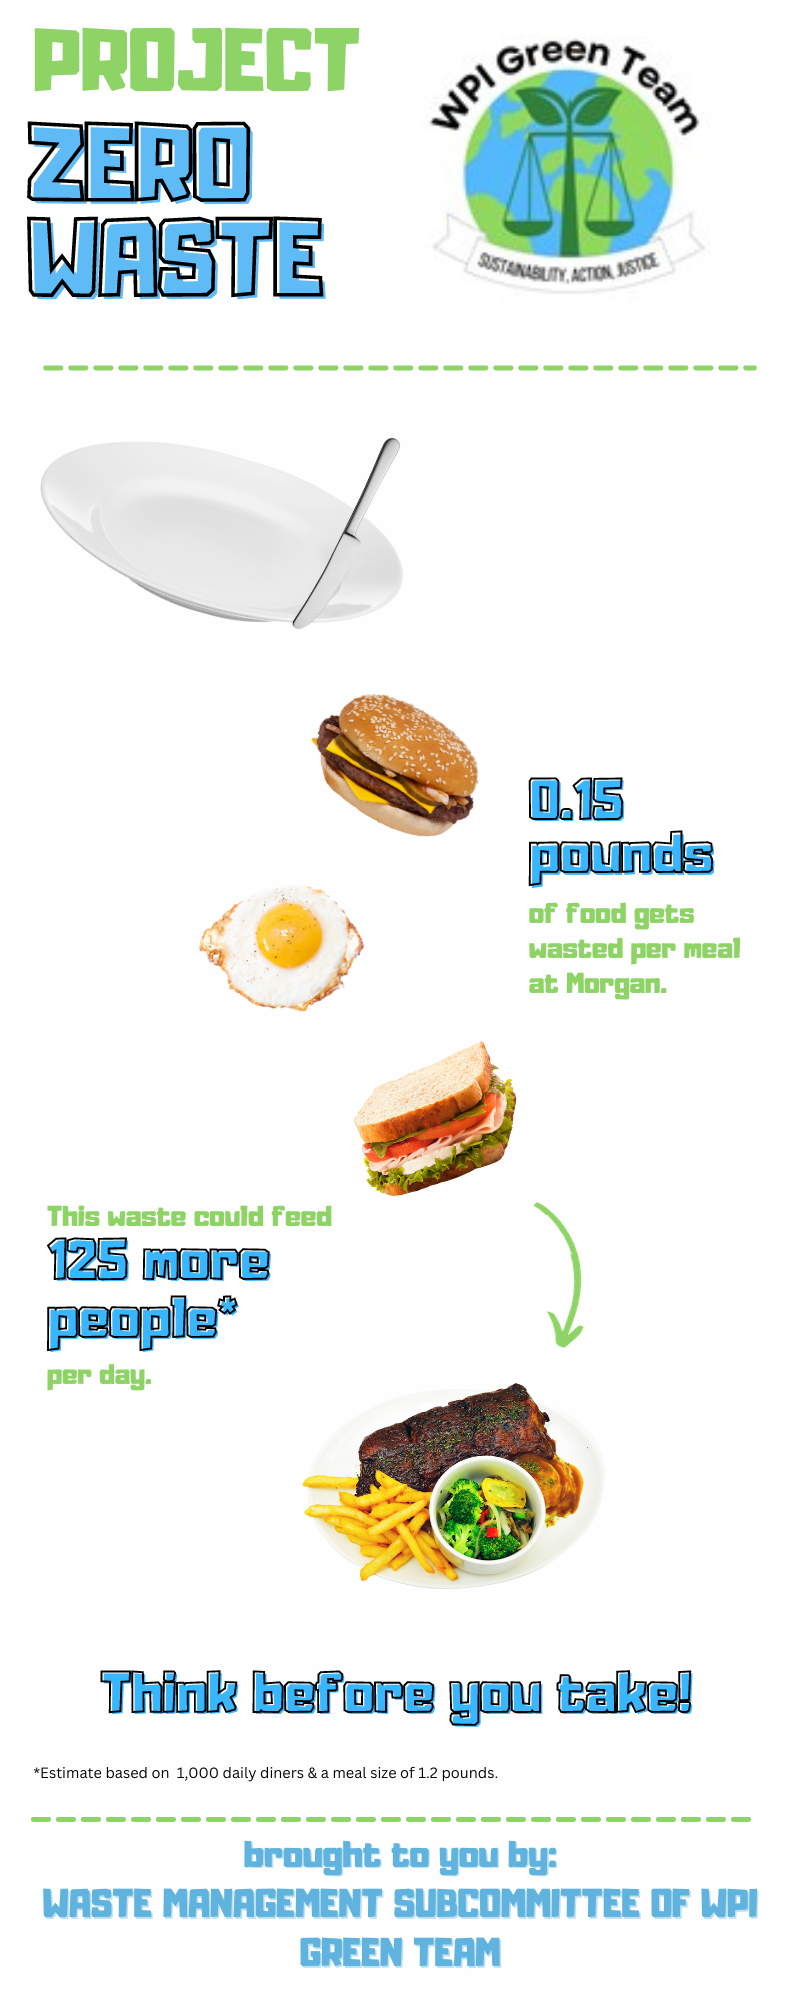 PROJECT
ZERO
WASTE
WPI Green Team
SUSTAINABILITY, ACTION, JUSTICE
0.15
pounds
of food gets
wasted per meal
at Morgan.
This waste could feed
125 more
people*
per day.
Think before you take!
*Estimate based on 1,000 daily diners & a meal size of 1.2 pounds.
brought to you by:
WASTE MANAGEMENT SUBCOMMITTEE OF WPI
GREEN TEAM